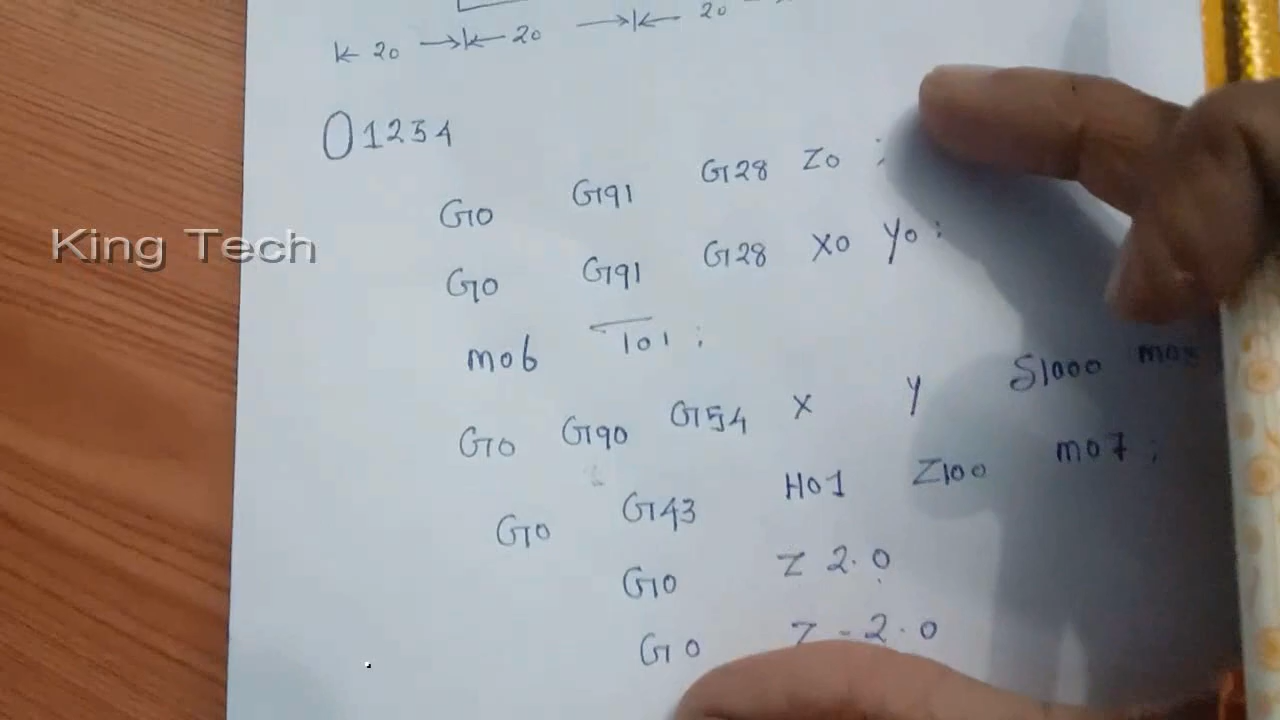 20 20 20
O1234
G0 G91 G28 Z0 ;
G0 G91 G28 X0 Y0 ;
King Tech
m06 T01 ;
G0 G90 G54 X Y S1000
G0 G43 H01 Z100 m07 ;
G0 Z 2.0
G0 Z -2.0